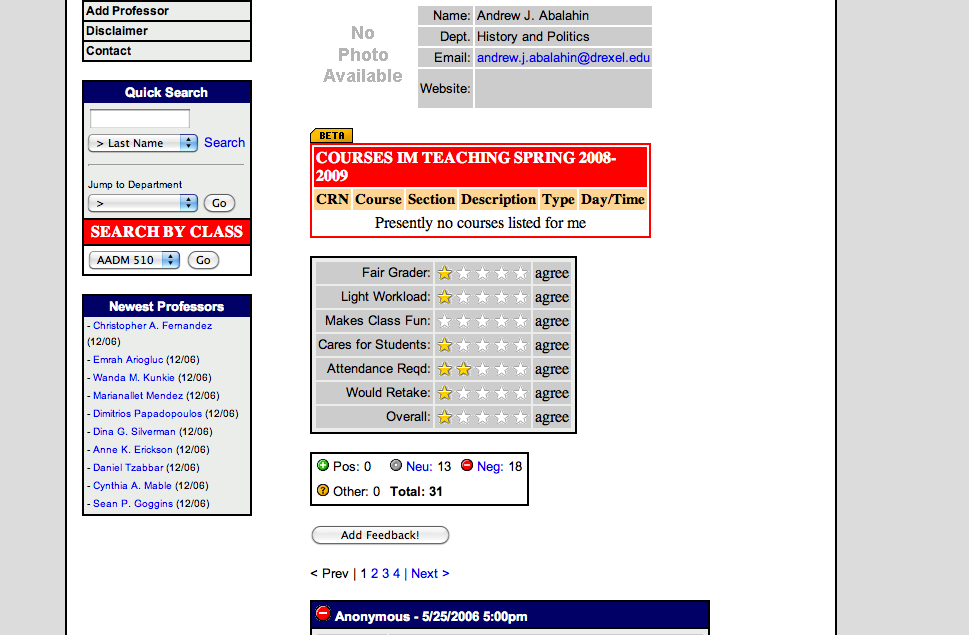 Add Professor
Disclaimer
Contact
Quick Search
> Last Name Search
Jump to Department
> Go
SEARCH BY CLASS
AADM 510 Go
Newest Professors
- Christopher A. Fernandez
(12/06)
- Emrah Ariogluc (12/06)
- Wanda M. Kunkie (12/06)
- Marianallet Mendez (12/06)
- Dimitrios Papadopoulos (12/06)
- Dina G. Silverman (12/06)
- Anne K. Erickson (12/06)
- Daniel Tzabbar (12/06)
- Cynthia A. Mable (12/06)
- Sean P. Goggins (12/06)
No
Photo
Available
Name: Andrew J. Abalahin
Dept. History and Politics
Email: andrew.j.abalahin@drexel.edu
Website:
BETA
COURSES IM TEACHING SPRING 2008-
2009
CRN Course Section Description Type Day/Time
Presently no courses listed for me
Fair Grader: agree
Light Workload: agree
Makes Class Fun: agree
Cares for Students: agree
Attendance Reqd: agree
Would Retake: agree
Overall: agree
Pos: 0 Neu: 13 Neg: 18
Other: 0 Total: 31
Add Feedback!
< Prev | 1 2 3 4 | Next >
Anonymous - 5/25/2006 5:00pm